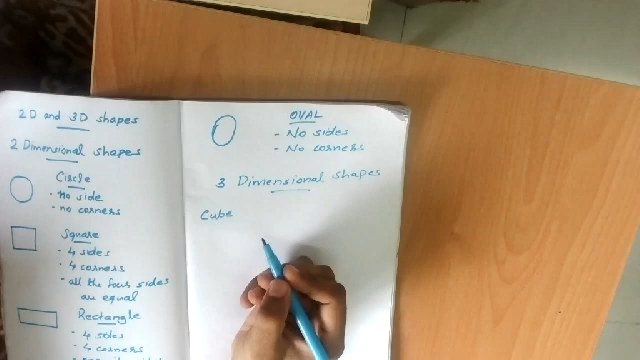 2D and 3D shapes
2 Dimensional shapes
Circle
- No side
- no corners
Square
- 4 sides
- 4 corners
- all the four sides
are equal
Rectangle
- 4 sides
- 4 corners
OVAL
- No sides
- No corners
3 Dimensional shapes
Cube